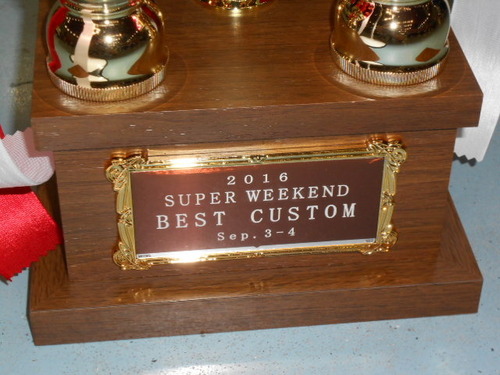 2016
SUPER WEEKEND
BEST CUSTOM
Sep. 3-4